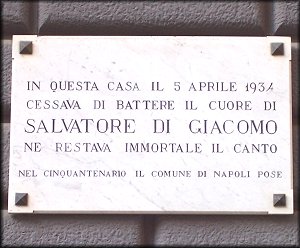 IN QUESTA CASA IL 5 APRILE 1934
CESSAVA DI BATTERE IL CUORE DI
SALVATORE DI GIACOMO
NE RESTAVA IMMORTALE IL CANTO
NEL CINQUANTENARIO IL COMUNE DI NAPOLI POSE